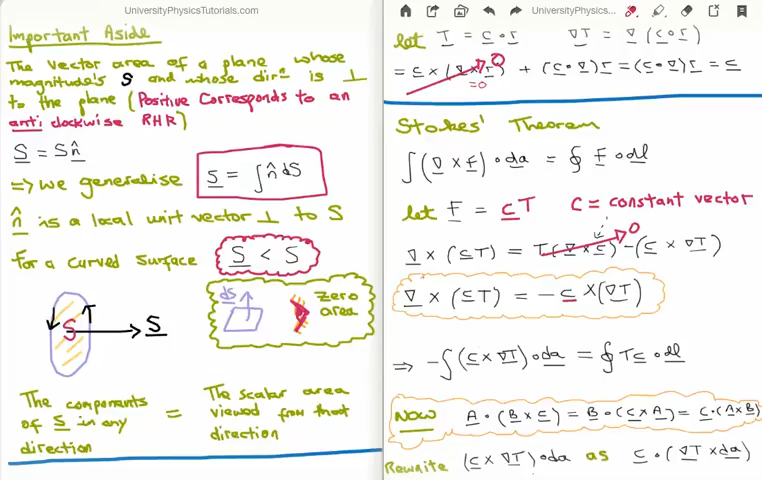 UniversityPhysicsTutorials.com
Important Aside
The vector area of a plane whose
magnitude's S and whose dirⁿ is ⊥
to the plane (Positive Corresponds to an
anti clockwise RHR)
S = Sn̂
⇒ we generalise S = ∫n̂dS
n̂ is a local unit vector ⊥ to S
For a curved surface S < S
dS
zero
area
S
S
The components
of S in any
direction
=
The scalar area
viewed from that
direction
UniversityPhysics...
let T = c∘r ∇T = ∇(c∘r)
= c × (∇×r) 0 + (c∘∇)r = (c∘∇)r = c
=0
Stokes' Theorem
∫(∇ × F)∘da = ∮ F∘dl
let F = cT c = constant vector
∇ × (cT) = T(∇×c) 0 -(c × ∇T)
∇ × (cT) = -c ×(∇T)
⇒ -∫(c × ∇T)∘da = ∮Tc∘dl
NOW A∘(B×c) = B∘(c×A) = c∘(A×B)
Rewrite (c × ∇T)∘da as c∘(∇T × da)